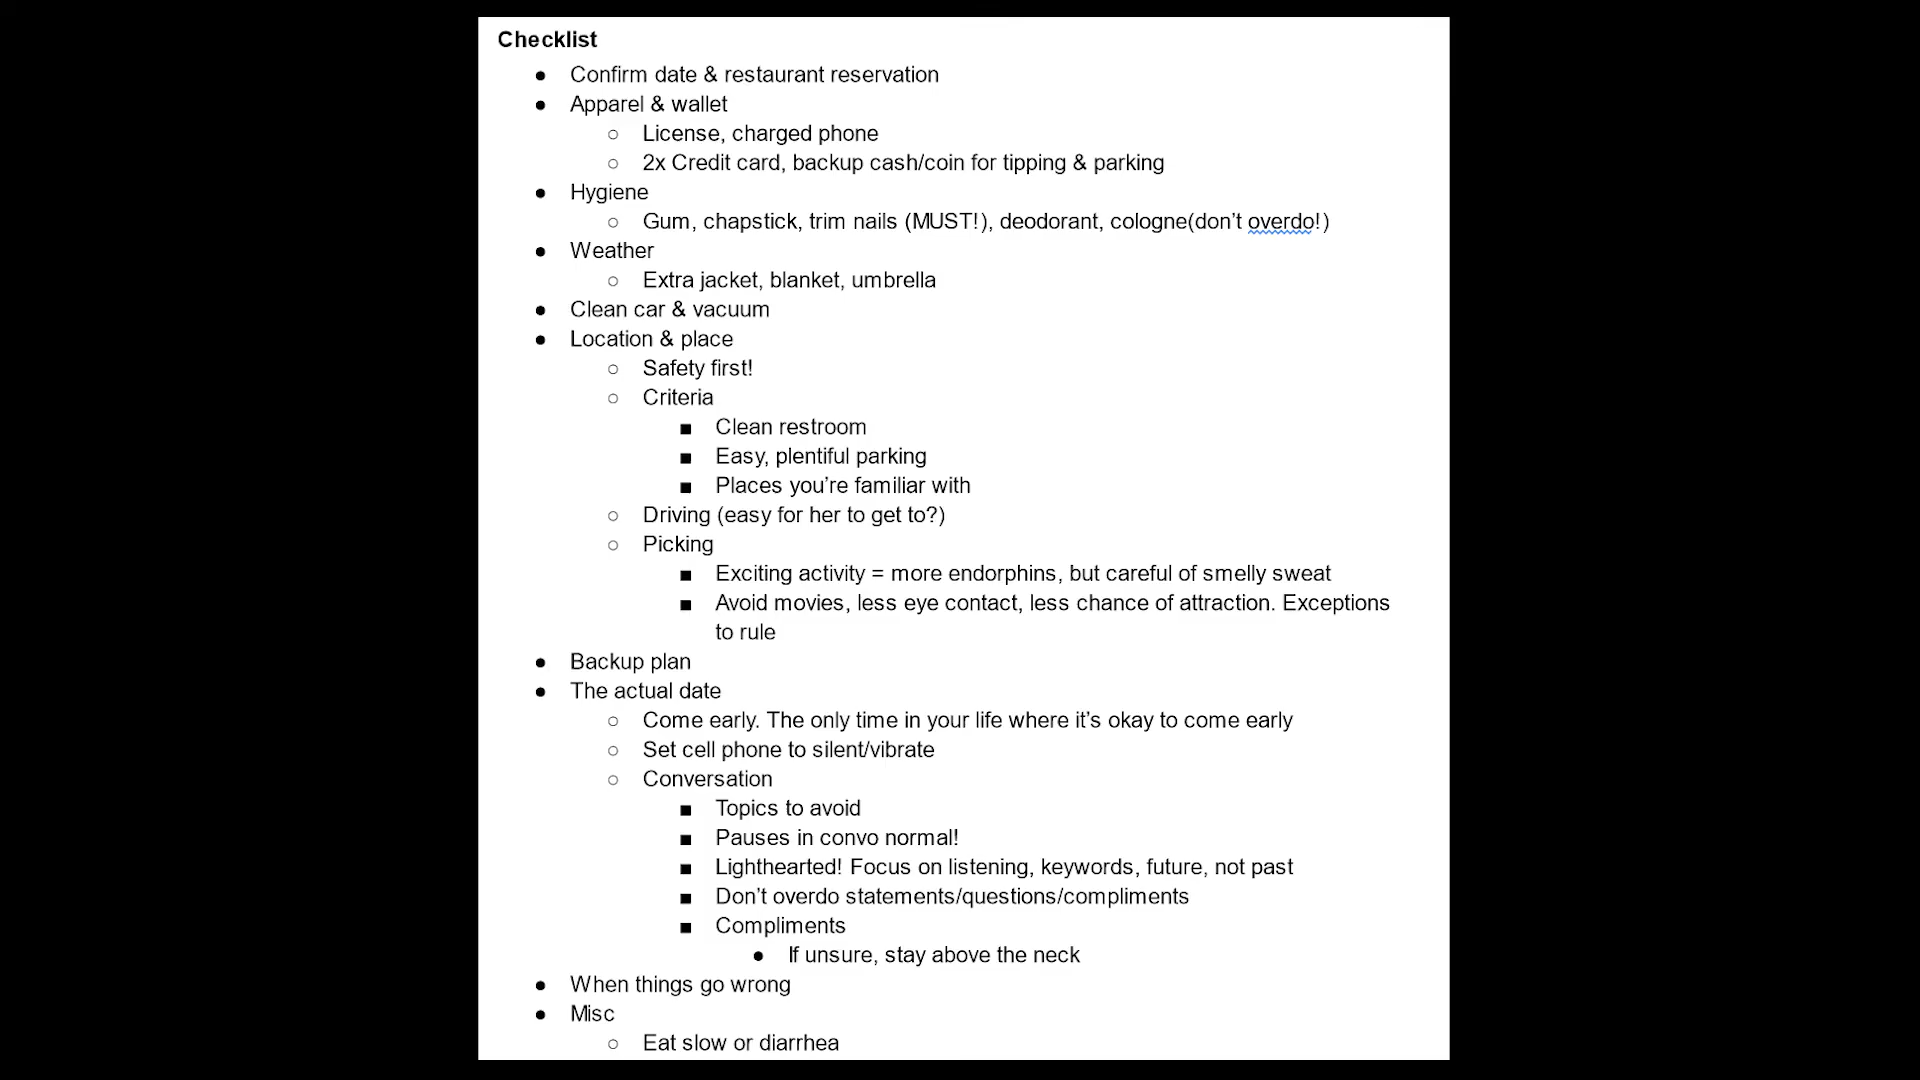 Checklist
● Confirm date & restaurant reservation
● Apparel & wallet
○ License, charged phone
○ 2x Credit card, backup cash/coin for tipping & parking
● Hygiene
○ Gum, chapstick, trim nails (MUST!), deodorant, cologne(don’t overdo!)
● Weather
○ Extra jacket, blanket, umbrella
● Clean car & vacuum
● Location & place
○ Safety first!
○ Criteria
■ Clean restroom
■ Easy, plentiful parking
■ Places you’re familiar with
○ Driving (easy for her to get to?)
○ Picking
■ Exciting activity = more endorphins, but careful of smelly sweat
■ Avoid movies, less eye contact, less chance of attraction. Exceptions
to rule
● Backup plan
● The actual date
○ Come early. The only time in your life where it’s okay to come early
○ Set cell phone to silent/vibrate
○ Conversation
■ Topics to avoid
■ Pauses in convo normal!
■ Lighthearted! Focus on listening, keywords, future, not past
■ Don’t overdo statements/questions/compliments
■ Compliments
● If unsure, stay above the neck
● When things go wrong
● Misc
○ Eat slow or diarrhea